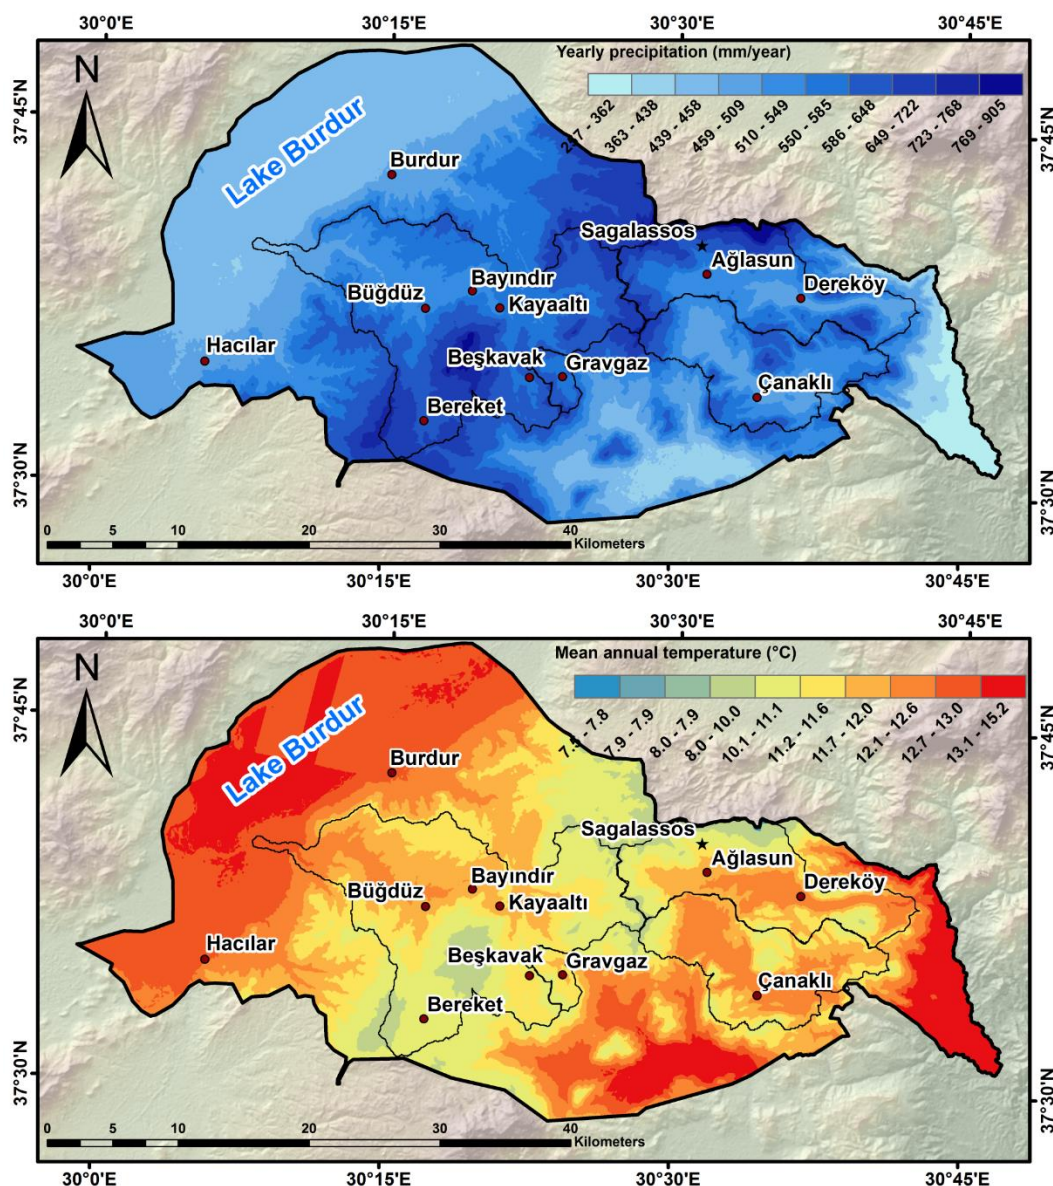 30°0'E 30°15'E 30°30'E 30°45'E
Yearly precipitation (mm/year)
N
237 - 362
363 - 438
439 - 458
459 - 509
510 - 549
550 - 585
586 - 648
649 - 722
723 - 768
769 - 905
37°45'N
37°45'N
Lake Burdur
Burdur
Sagalassos
Ağlasun
Bayındır
Dereköy
Büğdüz
Kayaaltı
Hacılar
Beşkavak
Gravgaz
Çanaklı
Bereket
37°30'N
37°30'N
0 5 10 20 30 40
Kilometers
30°0'E 30°15'E 30°30'E 30°45'E
30°0'E 30°15'E 30°30'E 30°45'E
Mean annual temperature (°C)
N
7.9 - 7.9
8.0 - 7.9
8.0 - 10.0
10.1 - 11.1
11.2 - 11.6
11.7 - 12.0
12.1 - 12.6
12.7 - 13.0
13.1 - 15.2
37°45'N
37°45'N
Lake Burdur
Burdur
Sagalassos
Ağlasun
Bayındır
Dereköy
Büğdüz
Kayaaltı
Hacılar
Beşkavak
Gravgaz
Çanaklı
Bereket
37°30'N
37°30'N
0 5 10 20 30 40
Kilometers
30°0'E 30°15'E 30°30'E 30°45'E